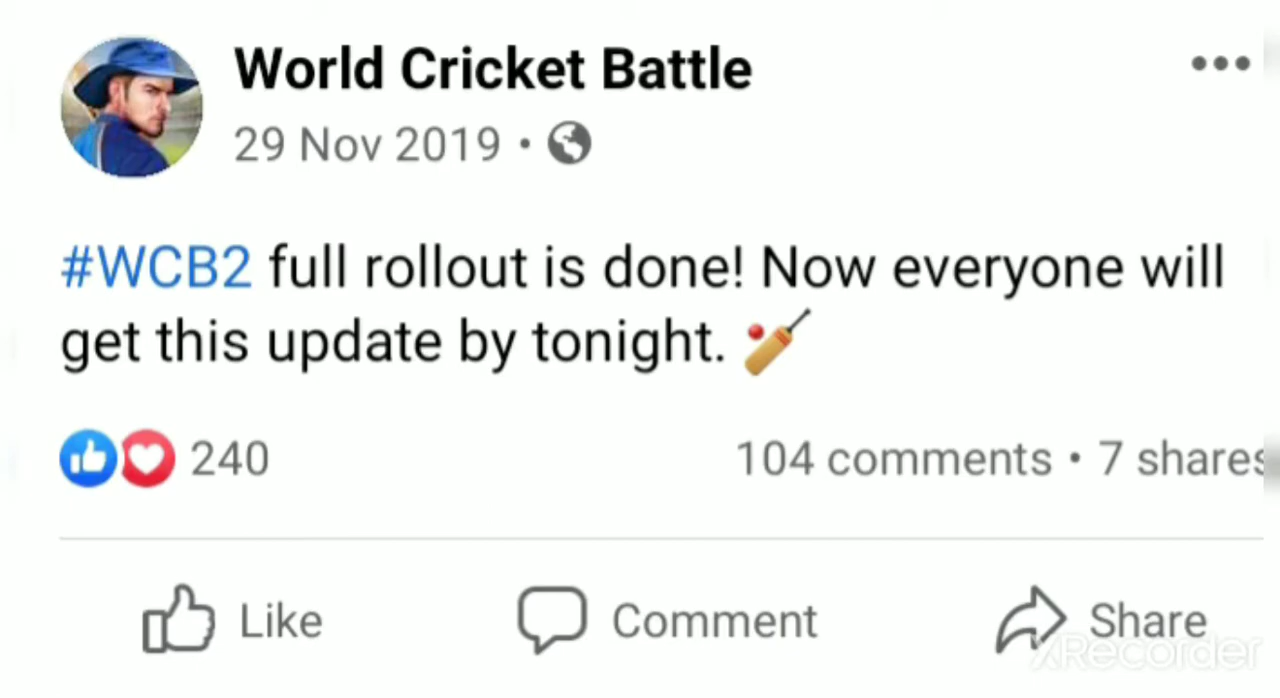 World Cricket Battle
29 Nov 2019 •
#WCB2 full rollout is done! Now everyone will
get this update by tonight. 🏏
240 104 comments • 7 shares
Like Comment Share
XRecorder